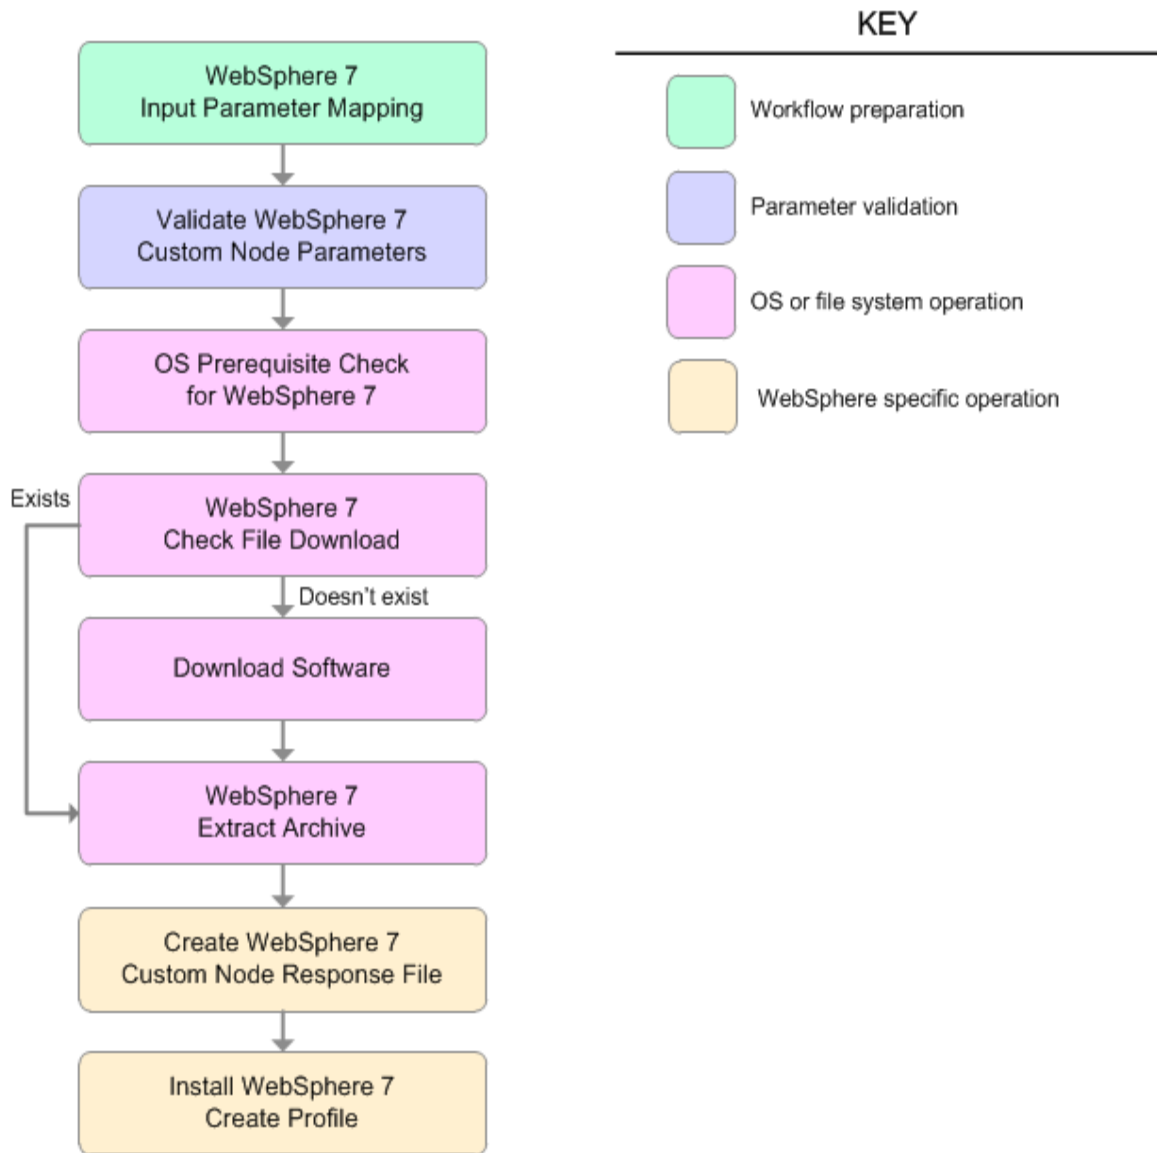 WebSphere 7
Input Parameter Mapping
Validate WebSphere 7
Custom Node Parameters
OS Prerequisite Check
for WebSphere 7
Exists
WebSphere 7
Check File Download
Doesn't exist
Download Software
WebSphere 7
Extract Archive
Create WebSphere 7
Custom Node Response File
Install WebSphere 7
Create Profile
KEY
Workflow preparation
Parameter validation
OS or file system operation
WebSphere specific operation